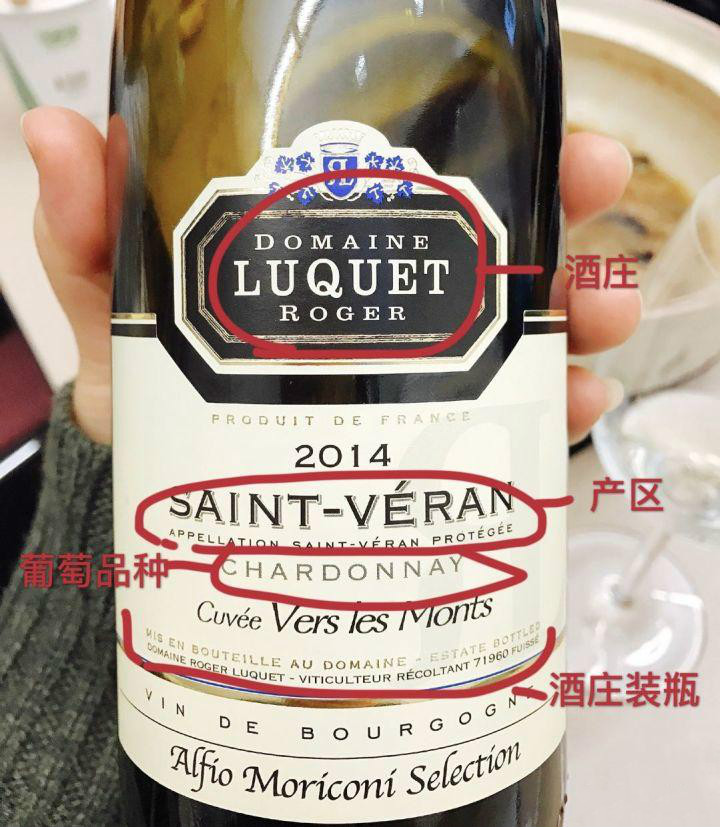 RL
DOMAINE
LUQUET
ROGER
酒庄
PRODUIT DE FRANCE
2014
SAINT-VÉRAN
产区
APPELLATION SAINT-VÉRAN PROTÉGÉE
葡萄品种
CHARDONNAY
Cuvée Vers les Monts
MIS EN BOUTEILLE AU DOMAINE - ESTATE BOTTLED
DOMAINE ROGER LUQUET - VITICULTEUR RÉCOLTANT 71960 FUISSÉ
酒庄装瓶
VIN DE BOURGOGNE
Alfio Moriconi Selection